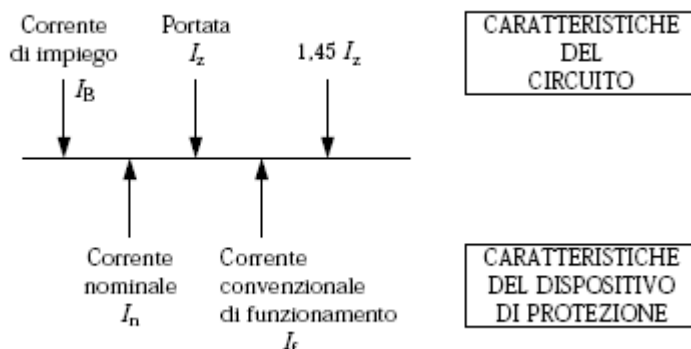 Corrente
di impiego
I_B
Portata
I_z
1,45 I_z
CARATTERISTICHE
DEL
CIRCUITO
Corrente
nominale
I_n
Corrente
convenzionale
di funzionamento
I_f
CARATTERISTICHE
DEL DISPOSITIVO
DI PROTEZIONE